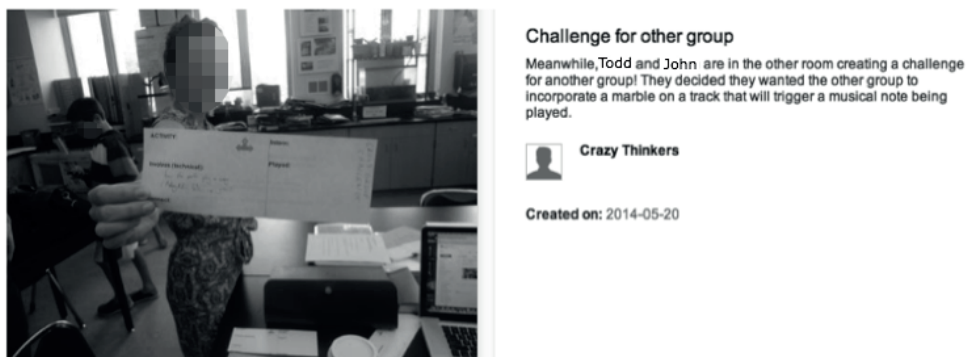 Challenge for other group
Meanwhile,Todd and John are in the other room creating a challenge
for another group! They decided they wanted the other group to
incorporate a marble on a track that will trigger a musical note being
played.
Crazy Thinkers
Created on: 2014-05-20
ACTIVITY: